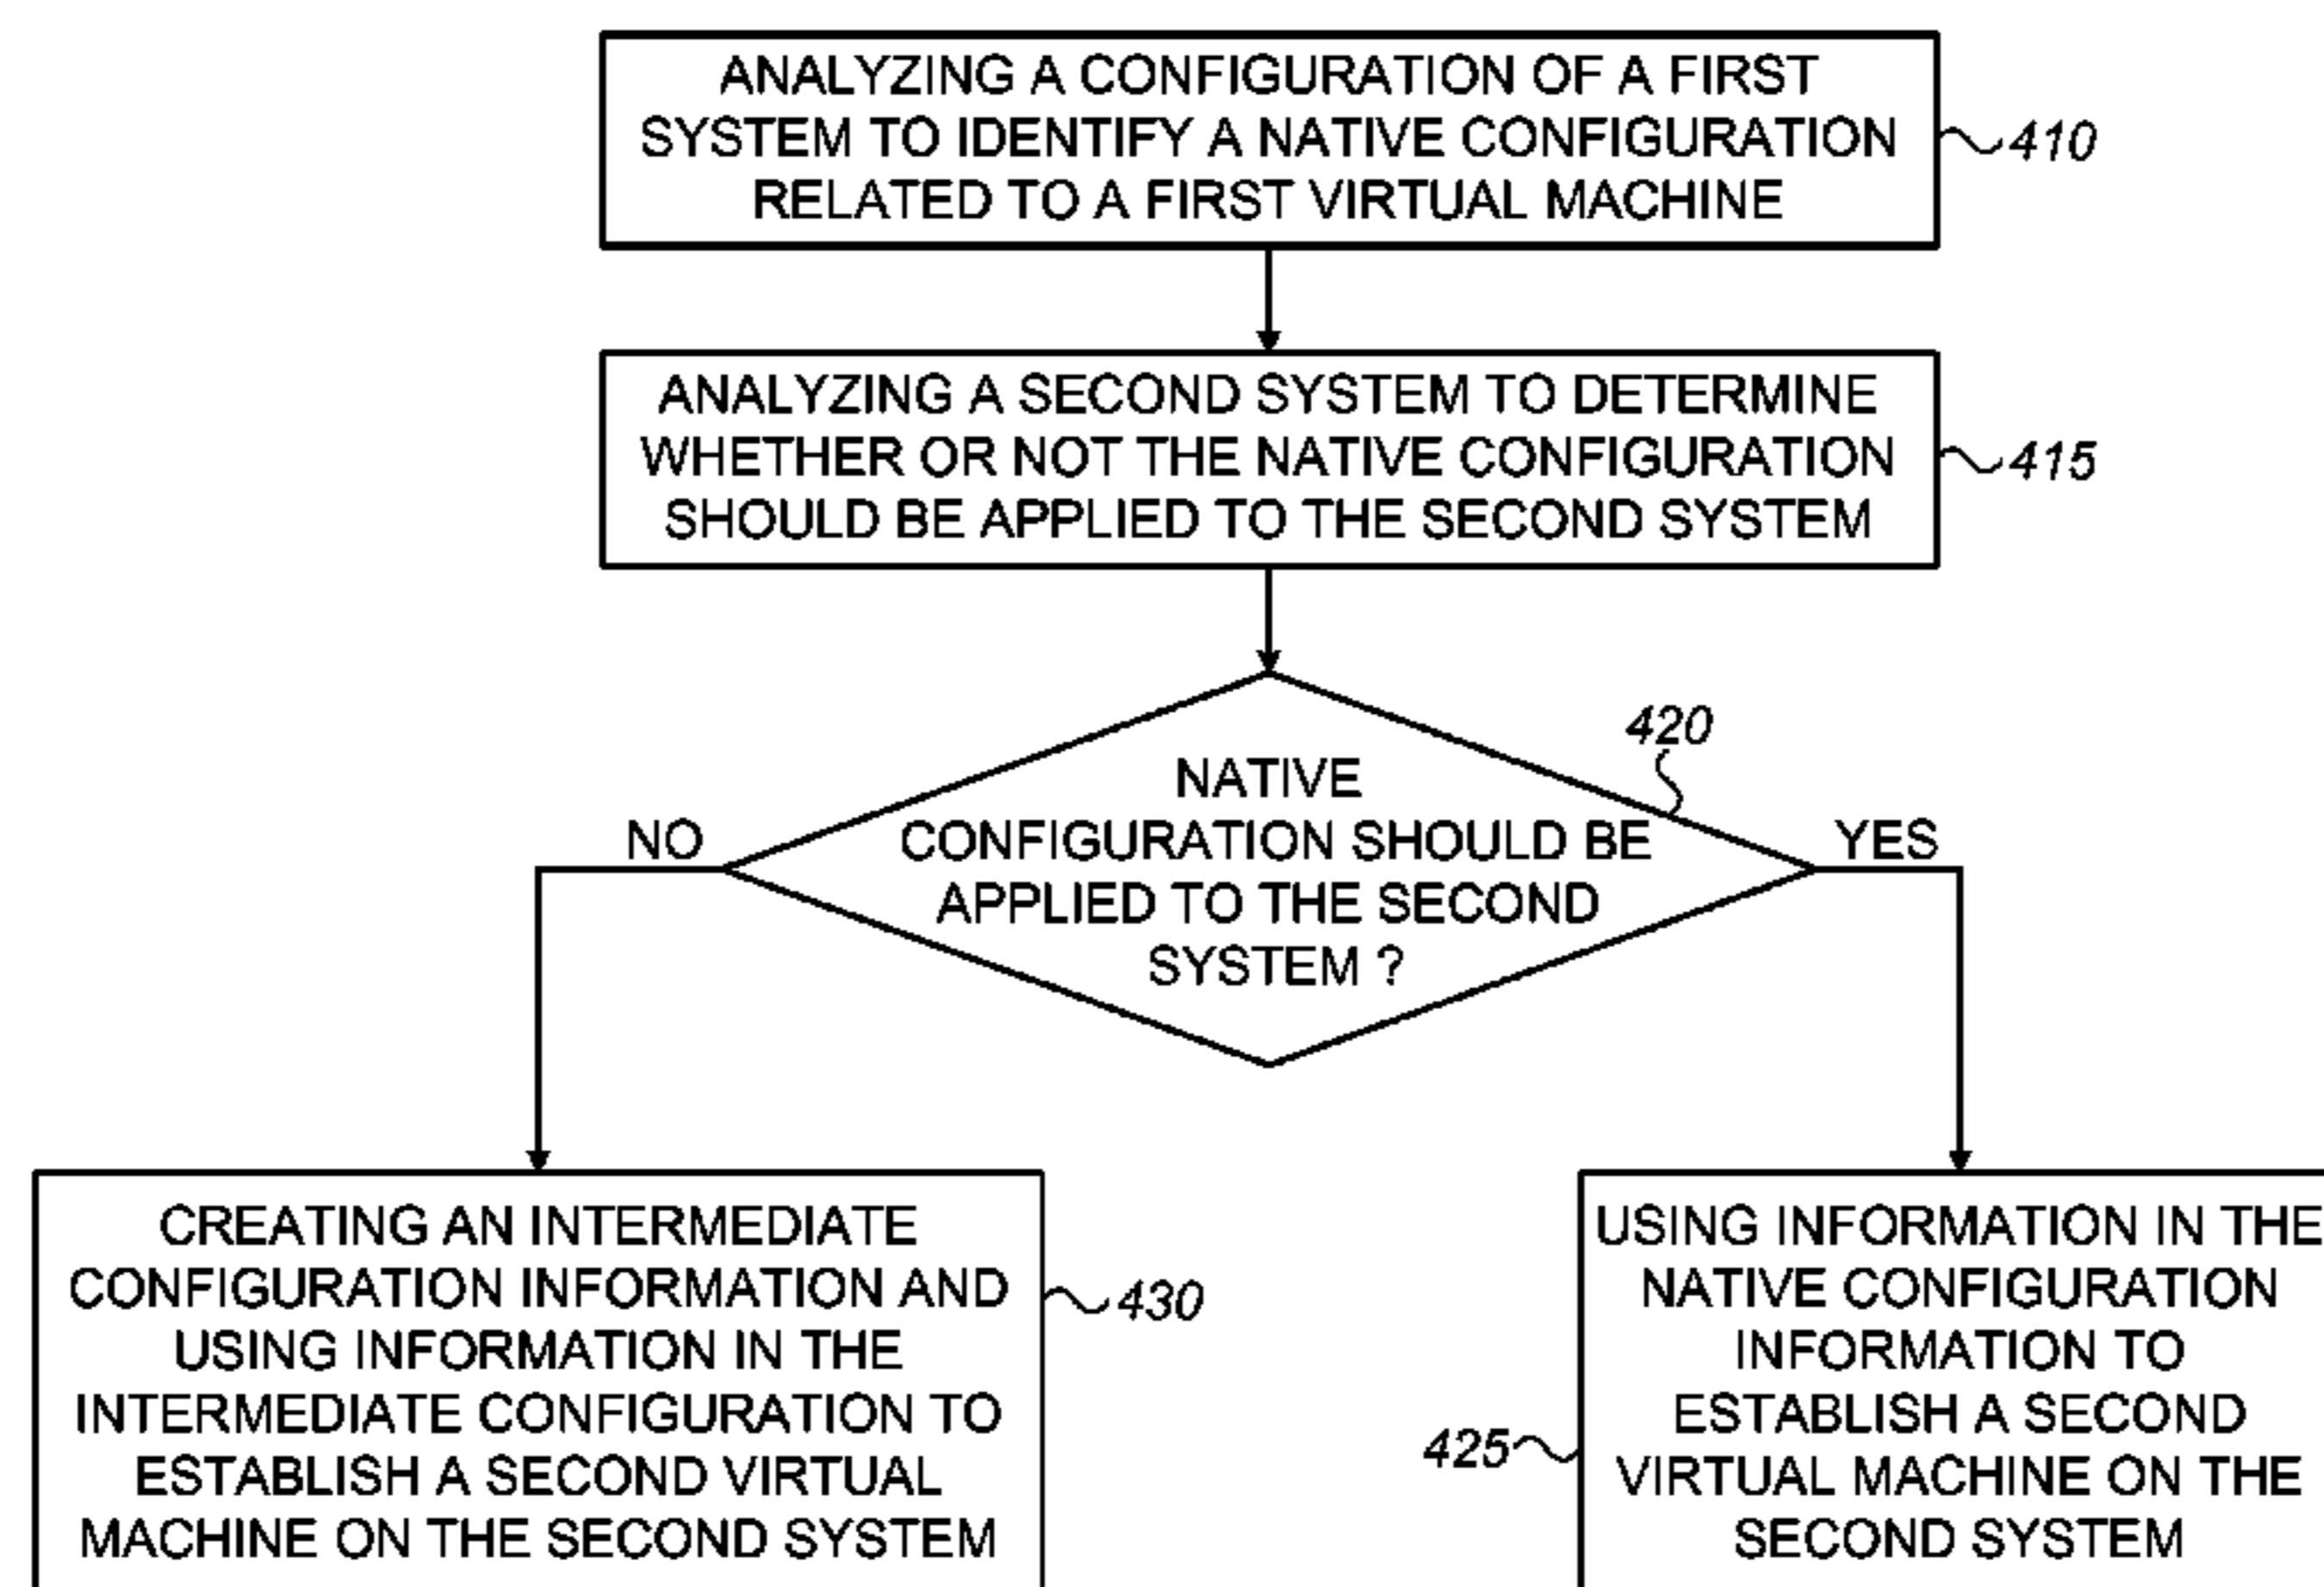 ANALYZING A CONFIGURATION OF A FIRST
SYSTEM TO IDENTIFY A NATIVE CONFIGURATION
RELATED TO A FIRST VIRTUAL MACHINE
410
ANALYZING A SECOND SYSTEM TO DETERMINE
WHETHER OR NOT THE NATIVE CONFIGURATION
SHOULD BE APPLIED TO THE SECOND SYSTEM
415
420
NATIVE
CONFIGURATION SHOULD BE
APPLIED TO THE SECOND
SYSTEM ?
NO
YES
CREATING AN INTERMEDIATE
CONFIGURATION INFORMATION AND
USING INFORMATION IN THE
INTERMEDIATE CONFIGURATION TO
ESTABLISH A SECOND VIRTUAL
MACHINE ON THE SECOND SYSTEM
430
USING INFORMATION IN THE
NATIVE CONFIGURATION
INFORMATION TO
ESTABLISH A SECOND
VIRTUAL MACHINE ON THE
SECOND SYSTEM
425